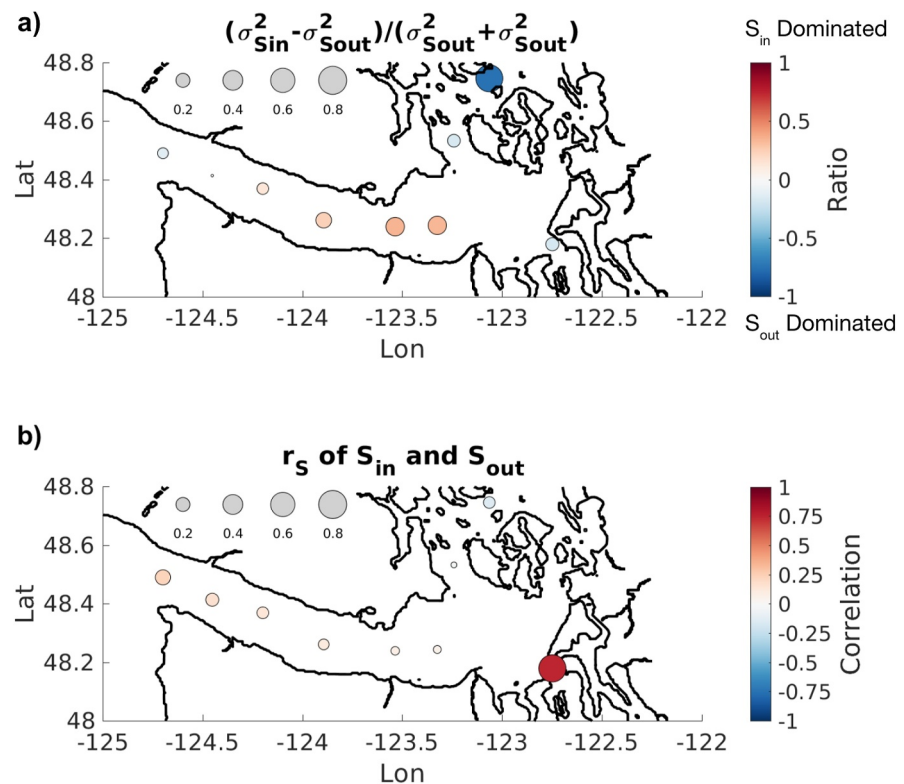 a)
(σ²Sin-σ²Sout)/(σ²Sout+σ²Sout)
Sin Dominated
48.8
48.6
48.4
48.2
48
Lat
0.2 0.4 0.6 0.8
-125 -124.5 -124 -123.5 -123 -122.5 -122
Lon
1
0.5
0
-0.5
-1
Ratio
Sout Dominated
b)
rS of Sin and Sout
48.8
48.6
48.4
48.2
48
Lat
0.2 0.4 0.6 0.8
-125 -124.5 -124 -123.5 -123 -122.5 -122
Lon
1
0.75
0.5
0.25
0
-0.25
-0.5
-0.75
-1
Correlation